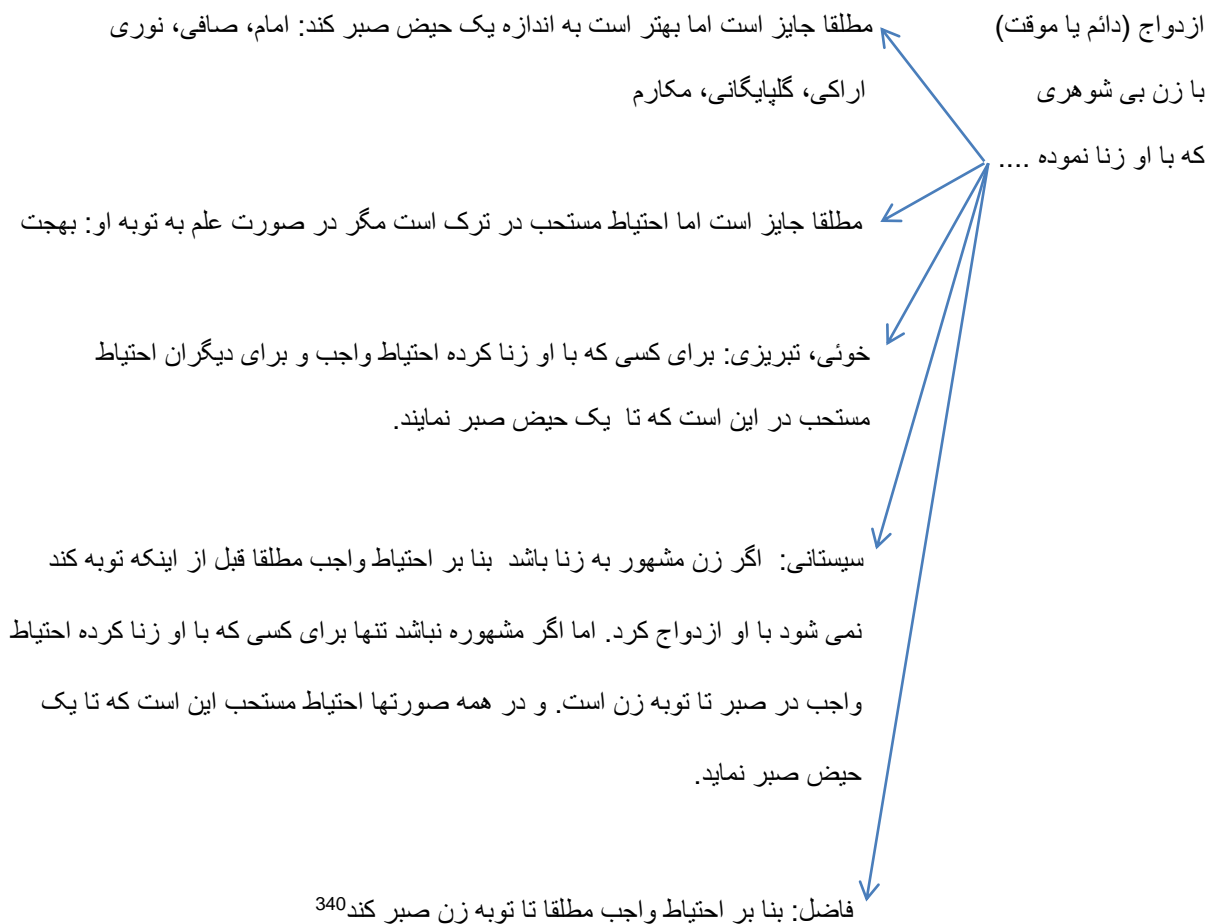 ازدواج (دائم یا موقت)
با زن بی شوهری
که با او زنا نموده ....
مطلقا جایز است اما بهتر است به اندازه یک حیض صبر کند: امام، صافی، نوری
اراکی، گلپایگانی، مکارم
مطلقا جایز است اما احتیاط مستحب در ترک است مگر در صورت علم به توبه او: بهجت
خوئی، تبریزی: برای کسی که با او زنا کرده احتیاط واجب و برای دیگران احتیاط
مستحب در این است که تا یک حیض صبر نمایند.
سیستانی: اگر زن مشهور به زنا باشد بنا بر احتیاط واجب مطلقا قبل از اینکه توبه کند
نمی شود با او ازدواج کرد. اما اگر مشهوره نباشد تنها برای کسی که با او زنا کرده احتیاط
واجب در صبر تا توبه زن است. و در همه صورتها احتیاط مستحب این است که تا یک
حیض صبر نماید.
فاضل: بنا بر احتیاط واجب مطلقا تا توبه زن صبر کند340